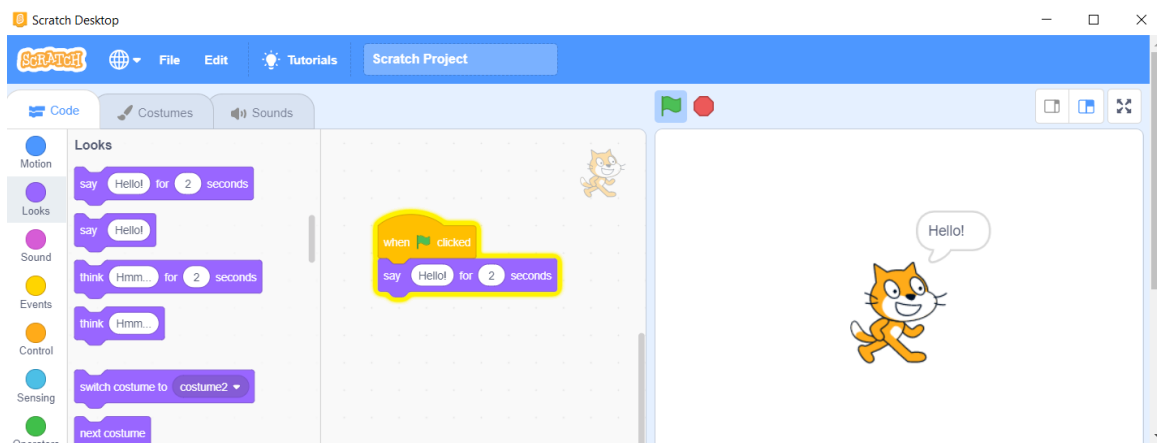 Scratch Desktop
SCRATCH File Edit Tutorials Scratch Project
Code Costumes Sounds
Motion
Looks
Sound
Events
Control
Sensing
Operators
Looks
say Hello! for 2 seconds
say Hello!
think Hmm... for 2 seconds
think Hmm...
switch costume to costume2
next costume
when clicked
say Hello! for 2 seconds
Hello!